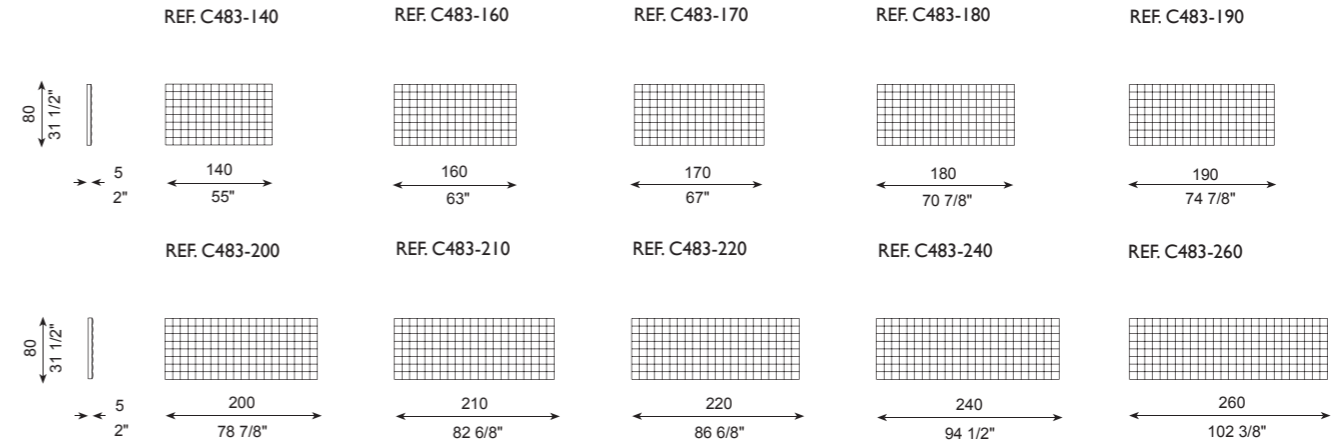 REF. C483-140
REF. C483-160
REF. C483-170
REF. C483-180
REF. C483-190
80
31 1/2"
5
2"
140
55"
160
63"
170
67"
180
70 7/8"
190
74 7/8"
REF. C483-200
REF. C483-210
REF. C483-220
REF. C483-240
REF. C483-260
80
31 1/2"
5
2"
200
78 7/8"
210
82 6/8"
220
86 6/8"
240
94 1/2"
260
102 3/8"